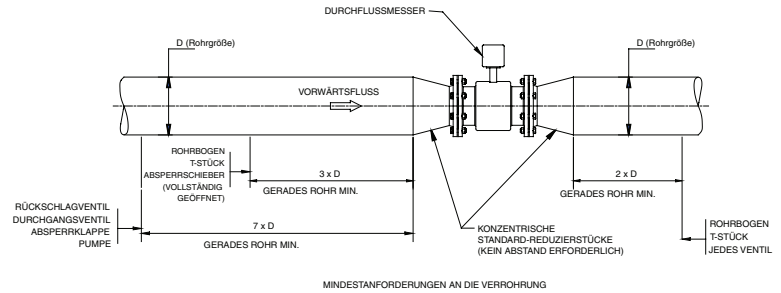 DURCHFLUSSMESSER
D (Rohrgröße)
D (Rohrgröße)
VORWÄRTSFLUSS
ROHRBOGEN
T-STÜCK
ABSPERRSCHIEBER
(VOLLSTÄNDIG
GEÖFFNET)
3 x D
GERADES ROHR MIN.
2 x D
GERADES ROHR MIN.
RÜCKSCHLAGVENTIL
DURCHGANGSVENTIL
ABSPERRKLAPPE
PUMPE
7 x D
GERADES ROHR MIN.
KONZENTRISCHE
STANDARD-REDUZIERSTÜCKE
(KEIN ABSTAND ERFORDERLICH)
ROHRBOGEN
T-STÜCK
JEDES VENTIL
MINDESTANFORDERUNGEN AN DIE VERROHRUNG